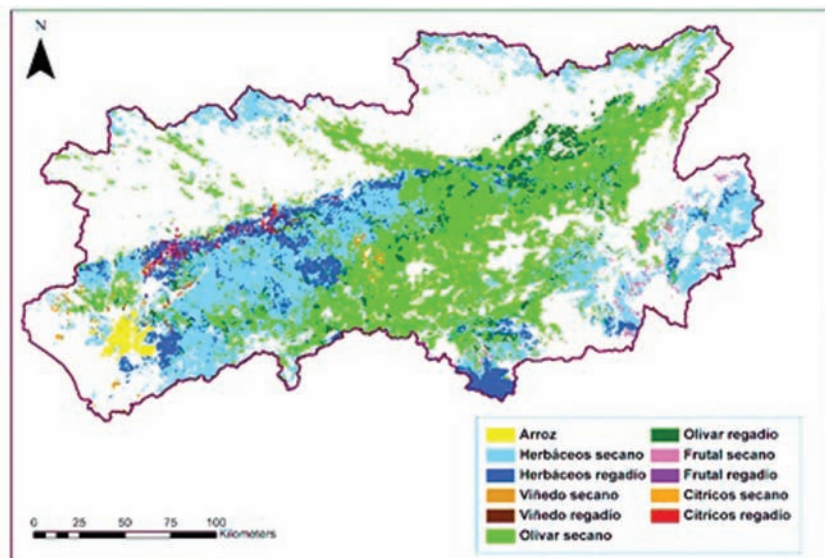 N
Arroz
Herbáceos secano
Herbáceos regadío
Viñedo secano
Viñedo regadío
Olivar secano
Olivar regadío
Frutal secano
Frutal regadío
Cítricos secano
Cítricos regadío
0 25 50 75 100
Kilometers